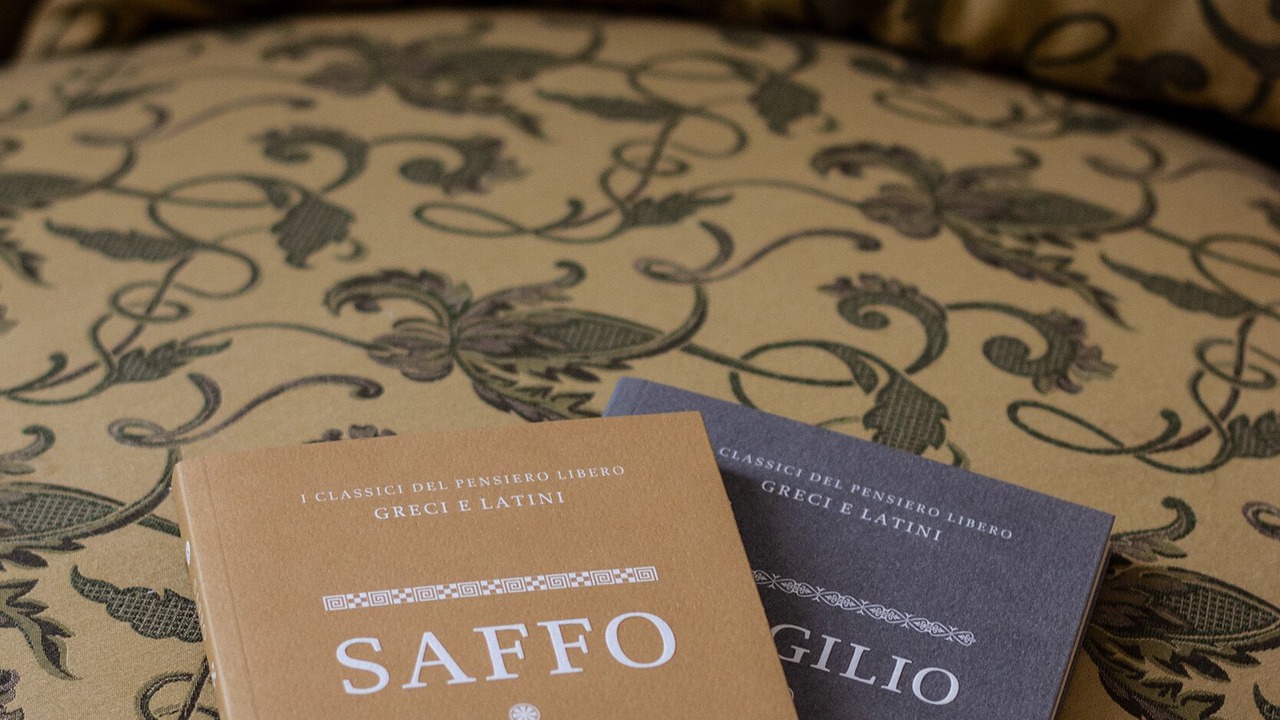 I CLASSICI DEL PENSIERO LIBERO
GRECI E LATINI
SAFFO
CLASSICI DEL PENSIERO LIBERO
GRECI E LATINI
GILIO